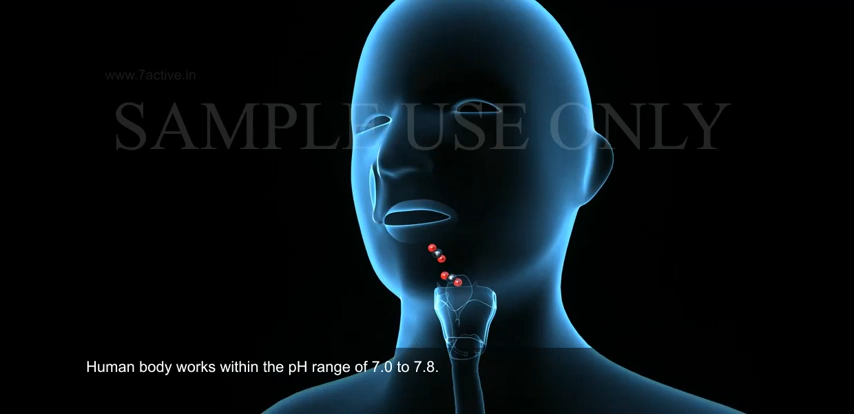 www.7active.in
SAMPLE USE ONLY
Human body works within the pH range of 7.0 to 7.8.